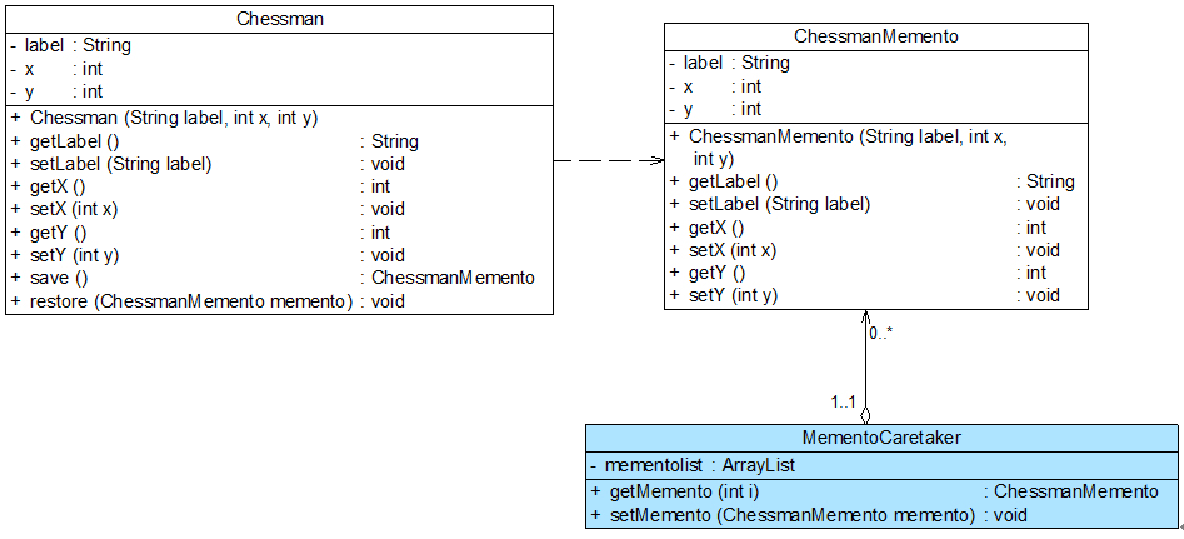 Chessman
- label : String
- x : int
- y : int
+ Chessman (String label, int x, int y)
+ getLabel () : String
+ setLabel (String label) : void
+ getX () : int
+ setX (int x) : void
+ getY () : int
+ setY (int y) : void
+ save () : ChessmanMemento
+ restore (ChessmanMemento memento) : void
ChessmanMemento
- label : String
- x : int
- y : int
+ ChessmanMemento (String label, int x,
int y)
+ getLabel () : String
+ setLabel (String label) : void
+ getX () : int
+ setX (int x) : void
+ getY () : int
+ setY (int y) : void
0..*
1..1
MementoCaretaker
- mementolist : ArrayList
+ getMemento (int i) : ChessmanMemento
+ setMemento (ChessmanMemento memento) : void